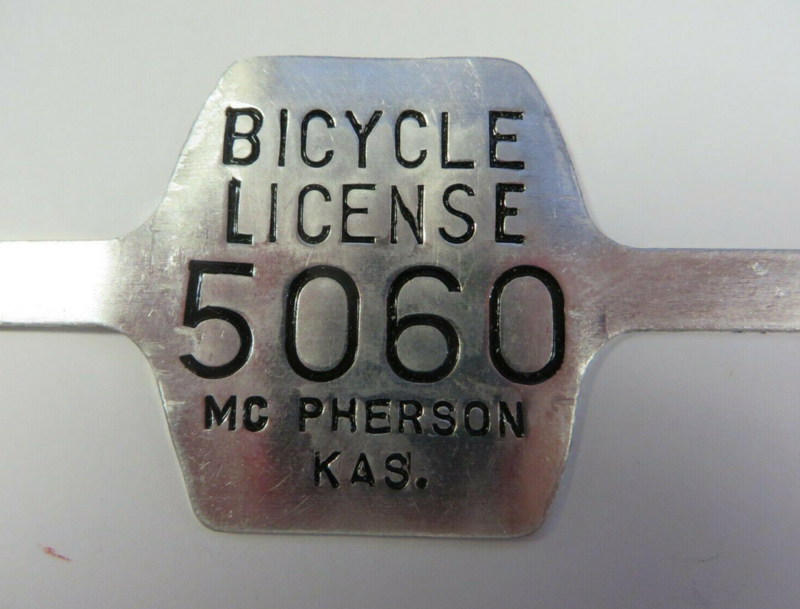 BICYCLE
LICENSE
5060
MC PHERSON
KAS.